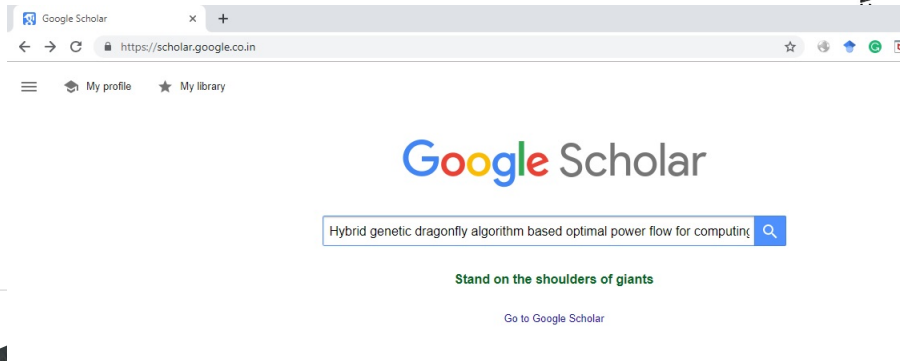 Google Scholar
https://scholar.google.co.in
My profile My library
Google Scholar
Hybrid genetic dragonfly algorithm based optimal power flow for computing
Stand on the shoulders of giants
Go to Google Scholar